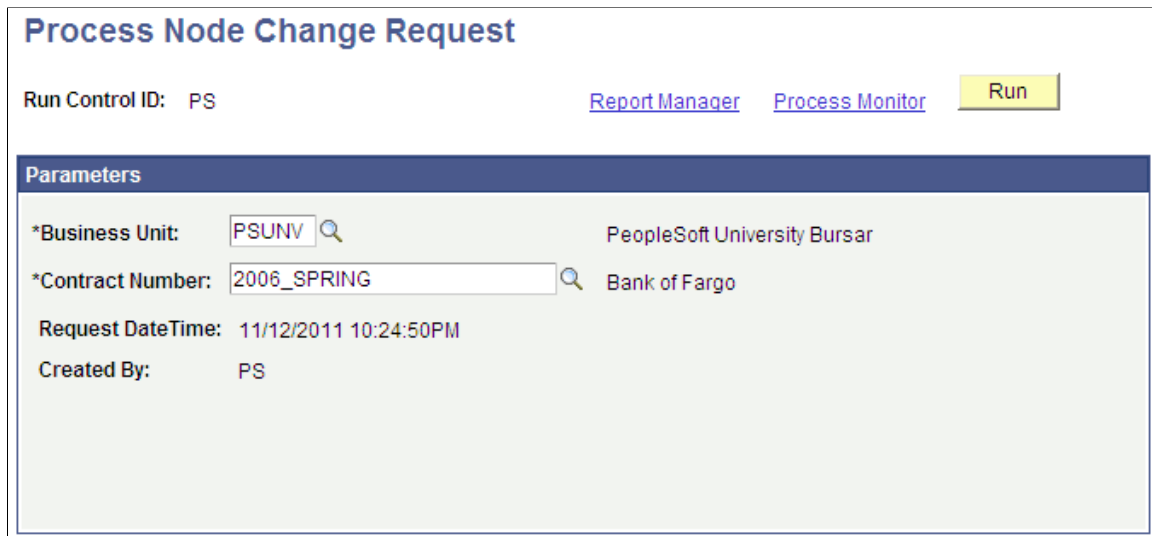 Process Node Change Request
Run Control ID: PS Report Manager Process Monitor Run
Parameters
*Business Unit: PSUNV PeopleSoft University Bursar
*Contract Number: 2006_SPRING Bank of Fargo
Request DateTime: 11/12/2011 10:24:50PM
Created By: PS